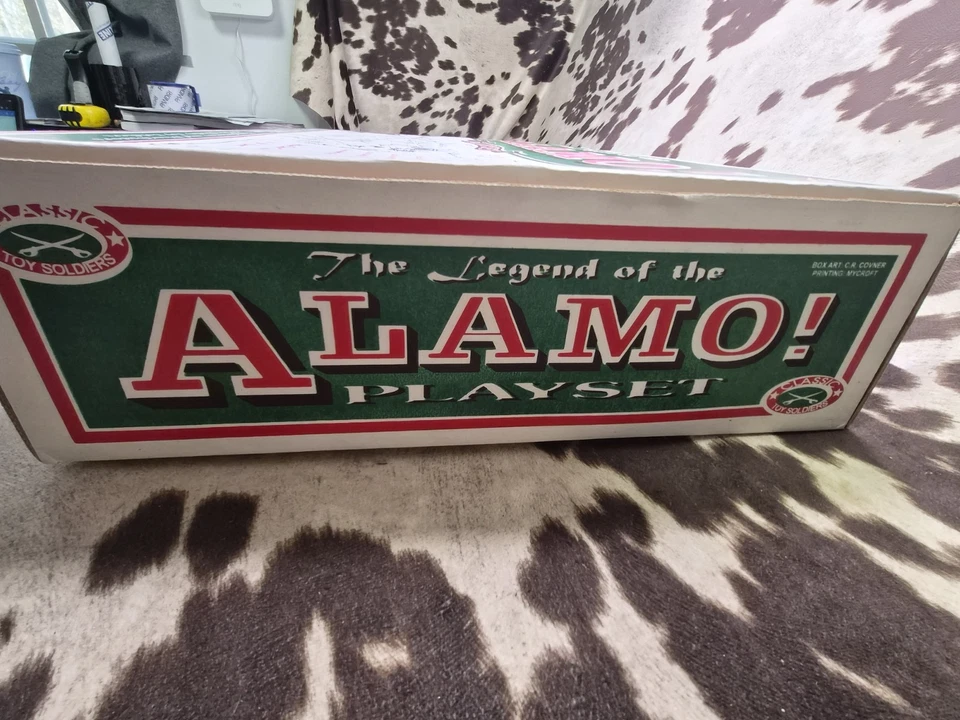 CLASSIC
TOY SOLDIERS
The Legend of the
ALAMO!
PLAYSET
BOX ART: C.R. COVNER
PRINTING: MYCROFT
CLASSIC
TOY SOLDIERS